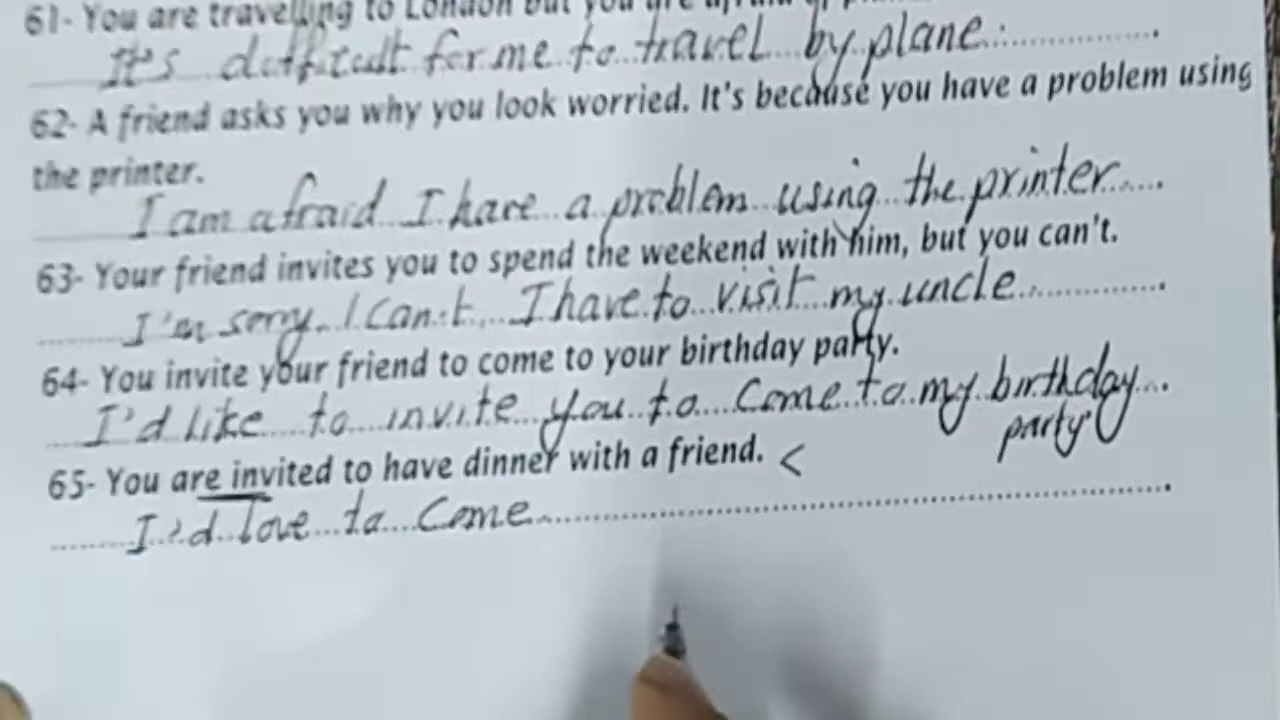 61- You are travelling to London but you are afraid of
It's difficult for me to travel by plane.
62- A friend asks you why you look worried. It's because you have a problem using
the printer.
I am afraid I have a problem using the printer
63- Your friend invites you to spend the weekend with him, but you can't.
I'm sorry. I can't. I have to visit my uncle
64- You invite your friend to come to your birthday party.
I'd like to invite you to come to my birthday
party
65- You are invited to have dinner with a friend. <
I'd love to come